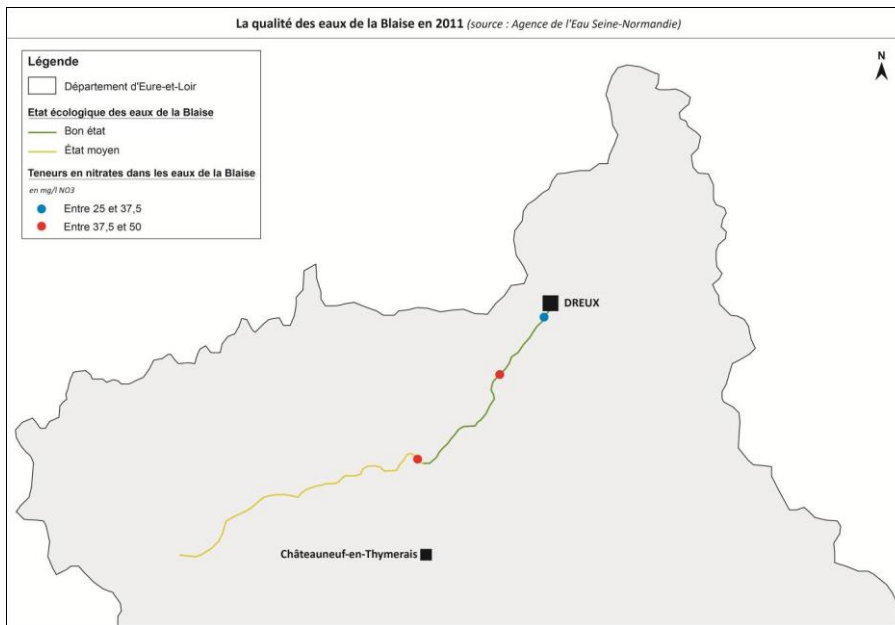 La qualité des eaux de la Blaise en 2011 (source : Agence de l'Eau Seine-Normandie)
Légende
Département d'Eure-et-Loir
Etat écologique des eaux de la Blaise
Bon état
État moyen
Teneurs en nitrates dans les eaux de la Blaise
en mg/l NO3
Entre 25 et 37,5
Entre 37,5 et 50
N
DREUX
Châteauneuf-en-Thymerais